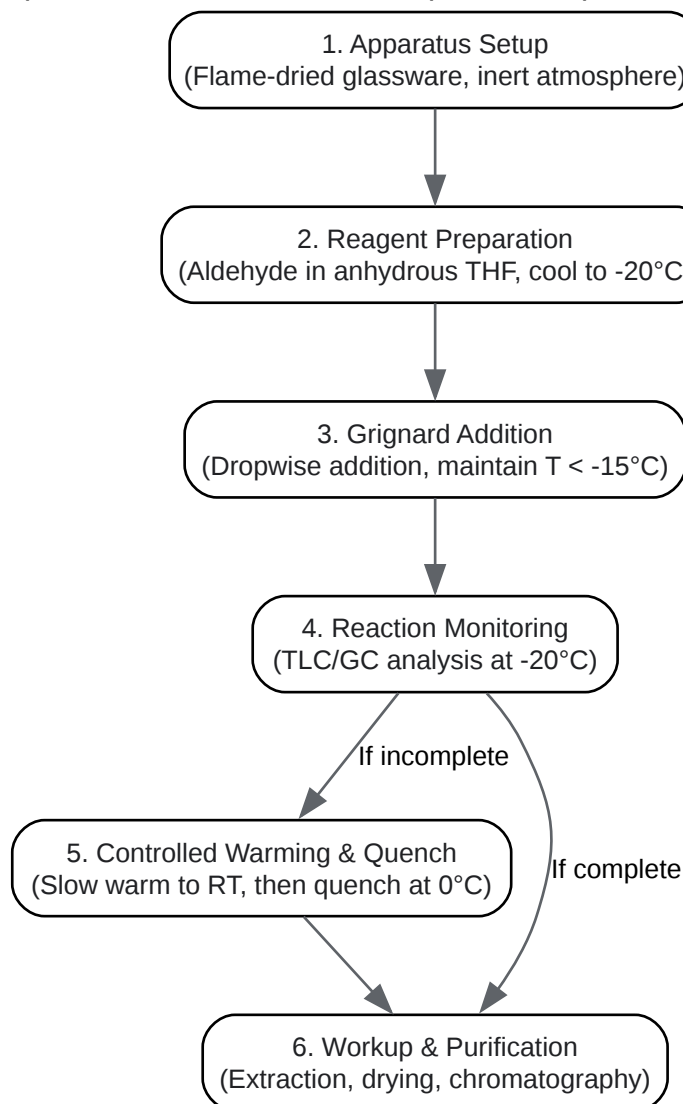 1. Apparatus Setup
(Flame-dried glassware, inert atmosphere)
2. Reagent Preparation
(Aldehyde in anhydrous THF, cool to -20°C
3. Grignard Addition
(Dropwise addition, maintain T < -15°C)
4. Reaction Monitoring
(TLC/GC analysis at -20°C)
If incomplete
5. Controlled Warming & Quench
(Slow warm to RT, then quench at 0°C)
If complete
6. Workup & Purification
(Extraction, drying, chromatography)